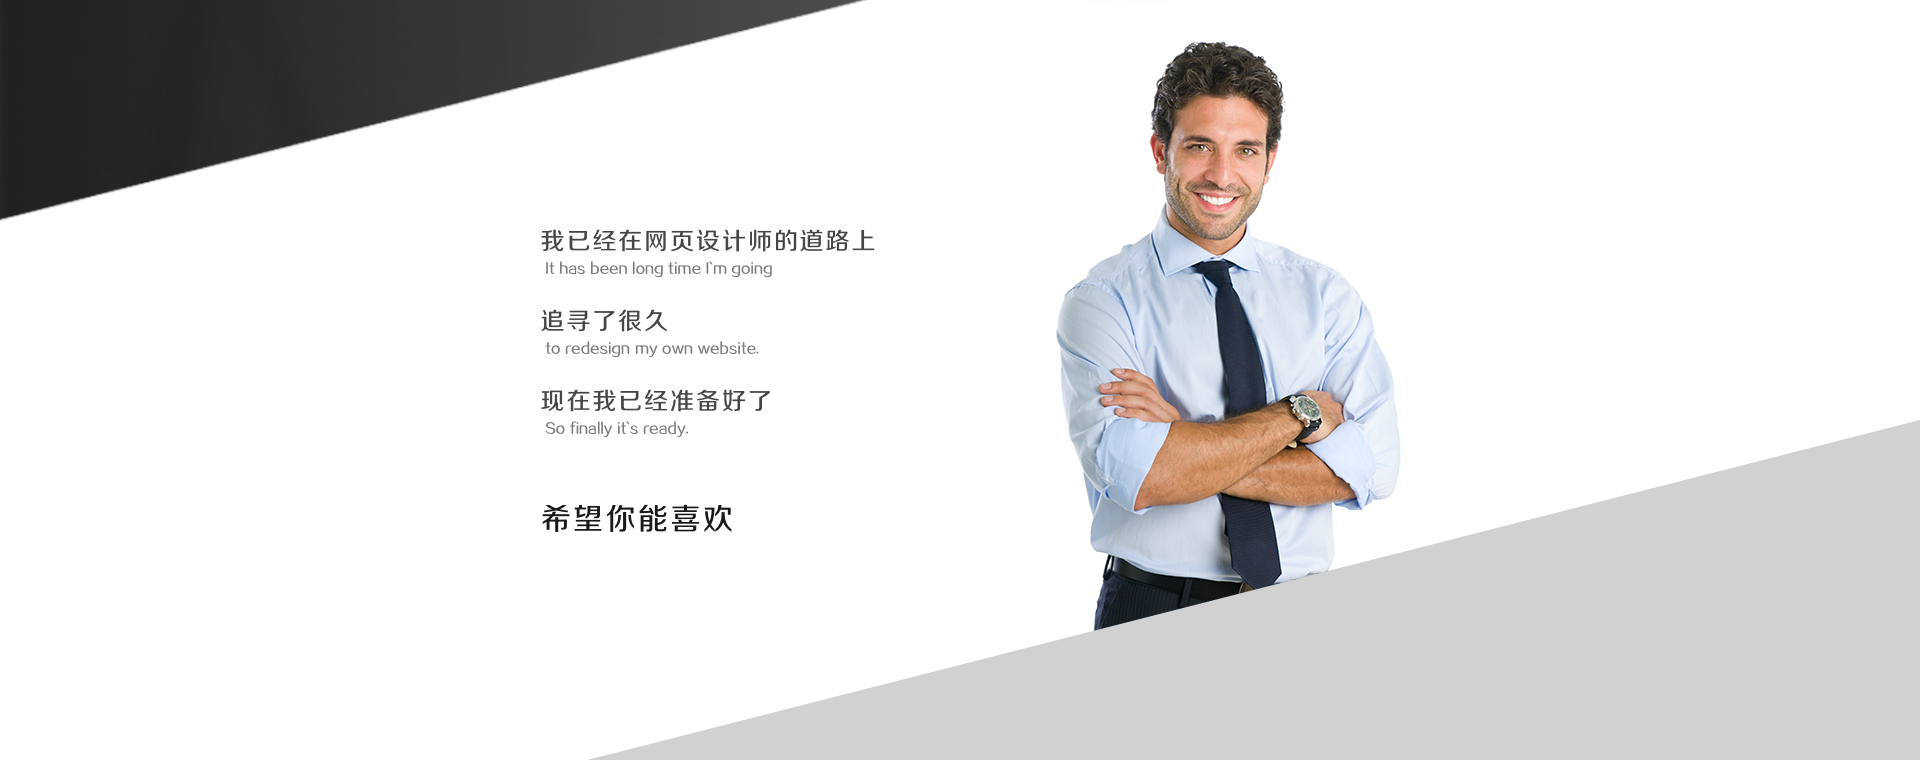 我已经在网页设计师的道路上
It has been long time I`m going
追寻了很久
to redesign my own website.
现在我已经准备好了
So finally it`s ready.
希望你能喜欢